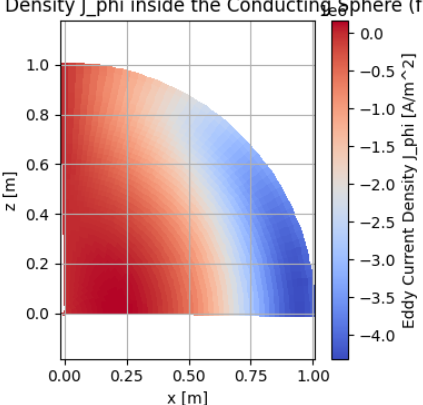 Density J_phi inside the Conducting Sphere (f
1e6
1.0
0.8
0.6
0.4
0.2
0.0
z [m]
0.00 0.25 0.50 0.75 1.00
x [m]
0.0
−0.5
−1.0
−1.5
−2.0
−2.5
−3.0
−3.5
−4.0
Eddy Current Density J_phi [A/m^2]